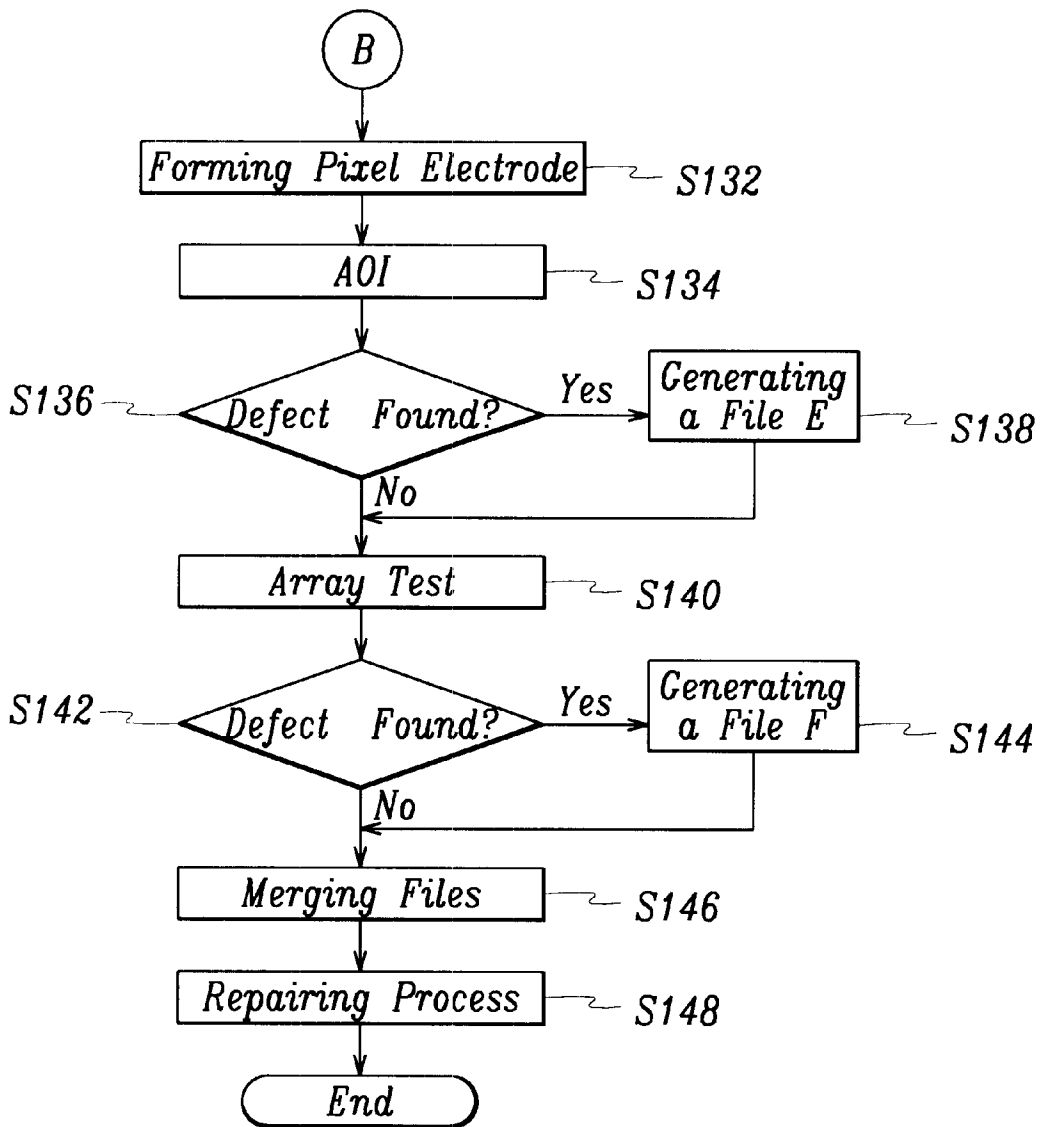 B
Forming Pixel Electrode
S132
AOI
S134
S136
Defect Found?
Yes
Generating
a File E
S138
No
Array Test
S140
S142
Defect Found?
Yes
Generating
a File F
S144
No
Merging Files
S146
Repairing Process
S148
End